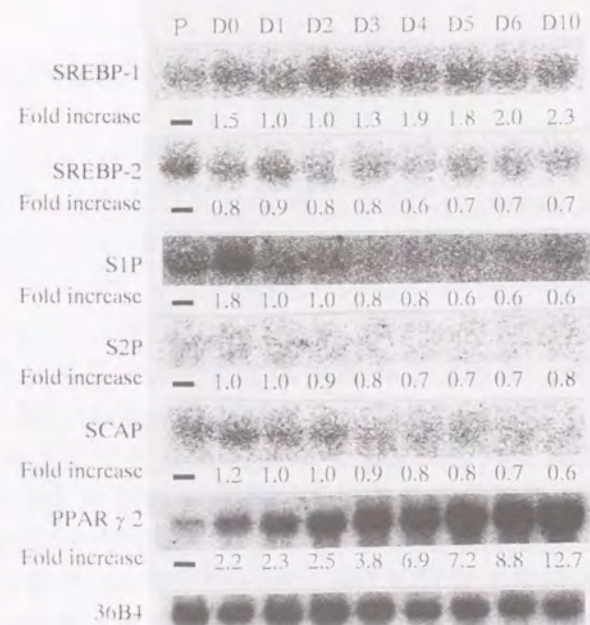 P D0 D1 D2 D3 D4 D5 D6 D10
SREBP-1
Fold increase – 1.5 1.0 1.0 1.3 1.9 1.8 2.0 2.3
SREBP-2
Fold increase – 0.8 0.9 0.8 0.8 0.6 0.7 0.7 0.7
S1P
Fold increase – 1.8 1.0 1.0 0.8 0.8 0.6 0.6 0.6
S2P
Fold increase – 1.0 1.0 0.9 0.8 0.7 0.7 0.7 0.8
SCAP
Fold increase – 1.2 1.0 1.0 0.9 0.8 0.8 0.7 0.6
PPAR γ 2
Fold increase – 2.2 2.3 2.5 3.8 6.9 7.2 8.8 12.7
36B4